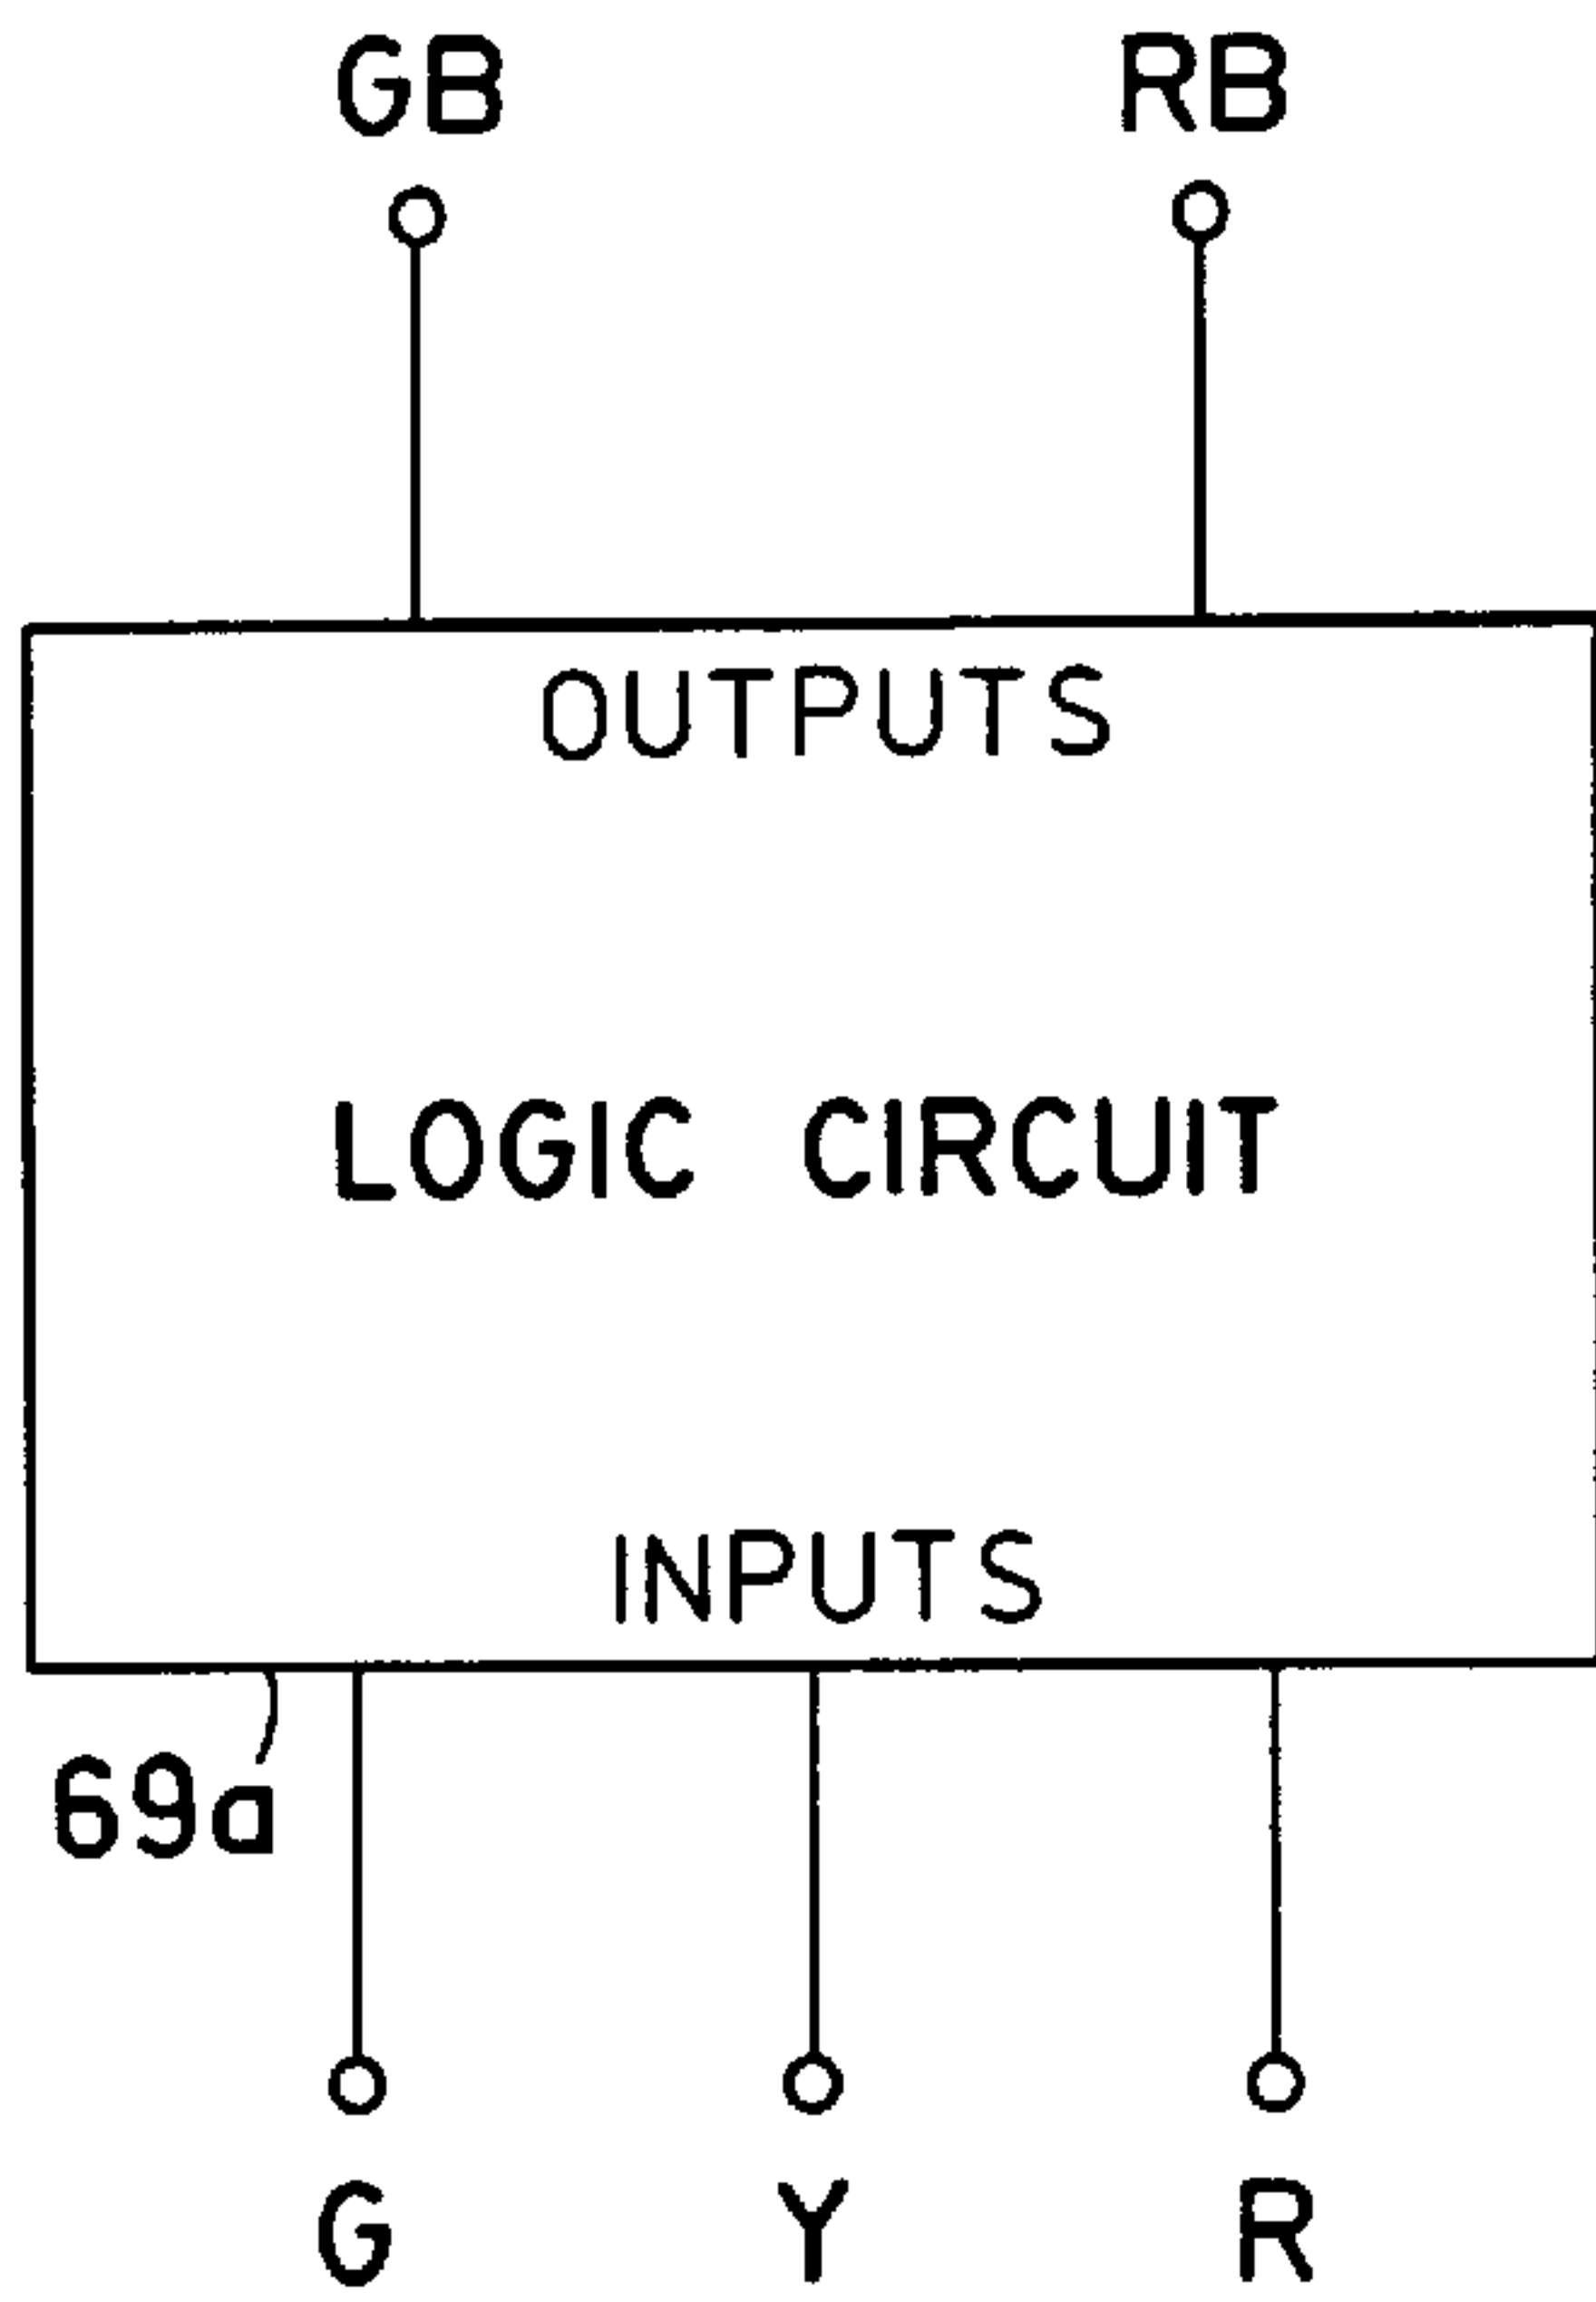 GB RB
OUTPUTS
LOGIC CIRCUIT
INPUTS
69a
G Y R